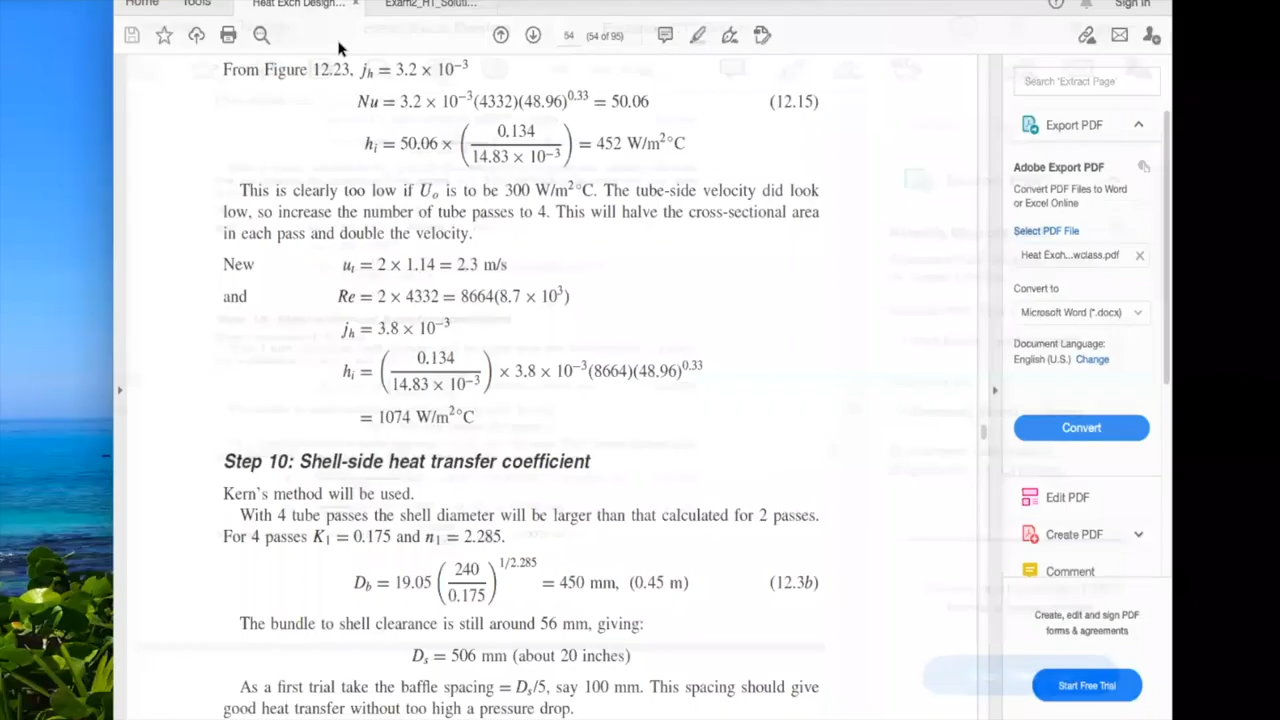 Home Tools Heat Exch Design... × Exam2_HT_Soluti... Sign In
54 (54 of 95)
From Figure 12.23, jh = 3.2 × 10−3
Nu = 3.2 × 10−3(4332)(48.96)0.33 = 50.06 (12.15)
hi = 50.06 × (0.134 / 14.83 × 10−3) = 452 W/m2°C
This is clearly too low if Uo is to be 300 W/m2°C. The tube-side velocity did look
low, so increase the number of tube passes to 4. This will halve the cross-sectional area
in each pass and double the velocity.
New ut = 2 × 1.14 = 2.3 m/s
and Re = 2 × 4332 = 8664(8.7 × 103)
jh = 3.8 × 10−3
hi = (0.134 / 14.83 × 10−3) × 3.8 × 10−3(8664)(48.96)0.33
= 1074 W/m2°C
Step 10: Shell-side heat transfer coefficient
Kern's method will be used.
With 4 tube passes the shell diameter will be larger than that calculated for 2 passes.
For 4 passes K1 = 0.175 and n1 = 2.285.
Db = 19.05 (240 / 0.175)1/2.285 = 450 mm, (0.45 m) (12.3b)
The bundle to shell clearance is still around 56 mm, giving:
Ds = 506 mm (about 20 inches)
As a first trial take the baffle spacing = Ds/5, say 100 mm. This spacing should give
good heat transfer without too high a pressure drop.
Search 'Extract Page'
Export PDF
Adobe Export PDF
Convert PDF Files to Word
or Excel Online
Select PDF File
Heat Exch...wclass.pdf ×
Convert to
Microsoft Word (*.docx)
Document Language:
English (U.S.) Change
Convert
Edit PDF
Create PDF
Comment
Create, edit and sign PDF
forms & agreements
Start Free Trial